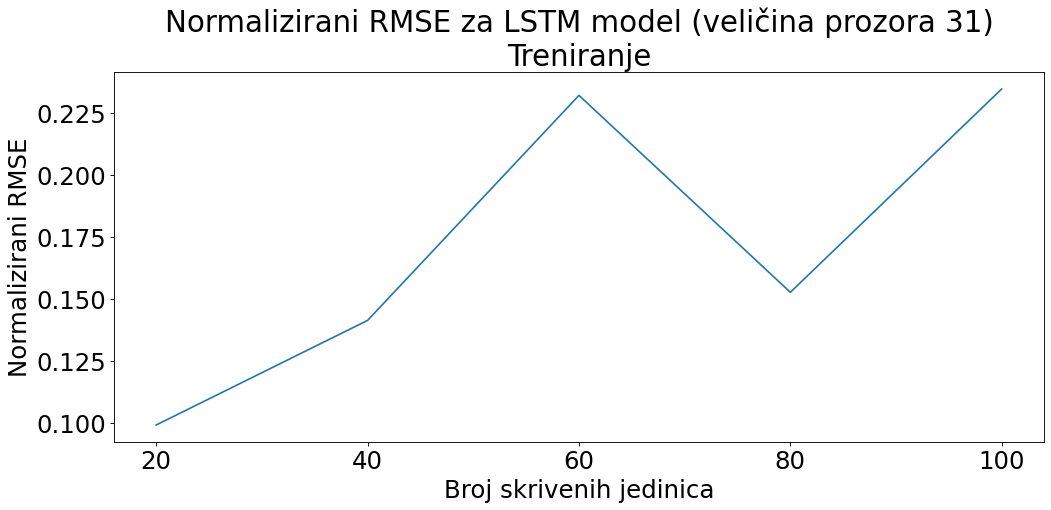 Normalizirani RMSE za LSTM model (veličina prozora 31)
Treniranje
Normalizirani RMSE
0.225
0.200
0.175
0.150
0.125
0.100
20 40 60 80 100
Broj skrivenih jedinica